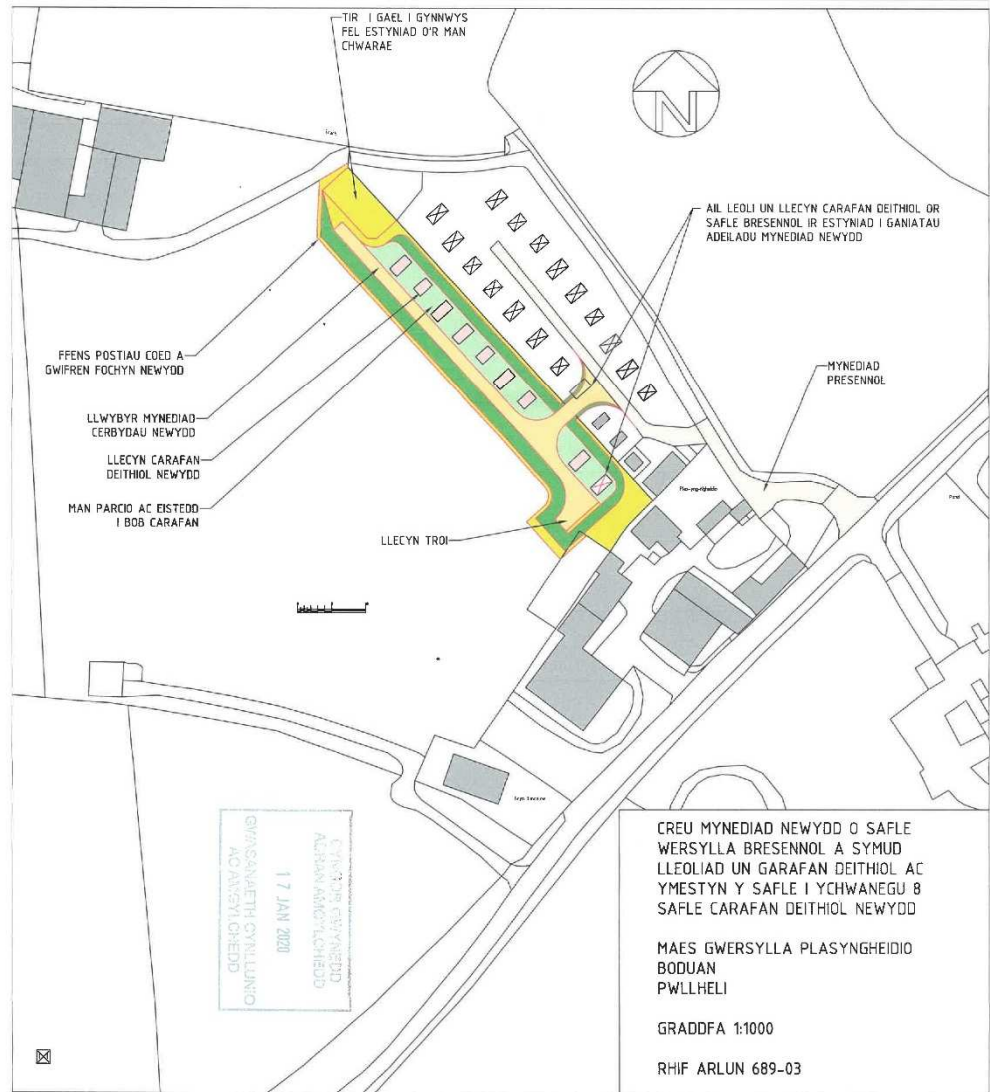 TIR I GAEL I GYNNWYS
FEL ESTYNIAD O'R MAN
CHWARAE
N
AIL LEOLI UN LLECYN CARAFAN DEITHIOL OR
SAFLE BRESENNOL IR ESTYNIAD I GANIATAU
ADEILADU MYNEDIAD NEWYDD
FFENS POSTIAU COED A
GWIFREN FOCHYN NEWYDD
MYNEDIAD
PRESENNOL
LLWYBYR MYNEDIAD
CERBYDAU NEWYDD
LLECYN CARAFAN
DEITHIOL NEWYDD
MAN PARCIO AC EISTEDD
I BOB CARAFAN
LLECYN TROI
CYNGOR GWYNEDD
ADRAN AMGYLCHEDD
17 JAN 2020
GWASANAETH CYNLLUNIO
AC AMGYLCHEDD
CREU MYNEDIAD NEWYDD O SAFLE
WERSYLLA BRESENNOL A SYMUD
LLEOLIAD UN GARAFAN DEITHIOL AC
YMESTYN Y SAFLE I YCHWANEGU 8
SAFLE CARAFAN DEITHIOL NEWYDD
MAES GWERSYLLA PLASYNGHEIDIO
BODUAN
PWLLHELI
GRADDFA 1:1000
RHIF ARLUN 689-03